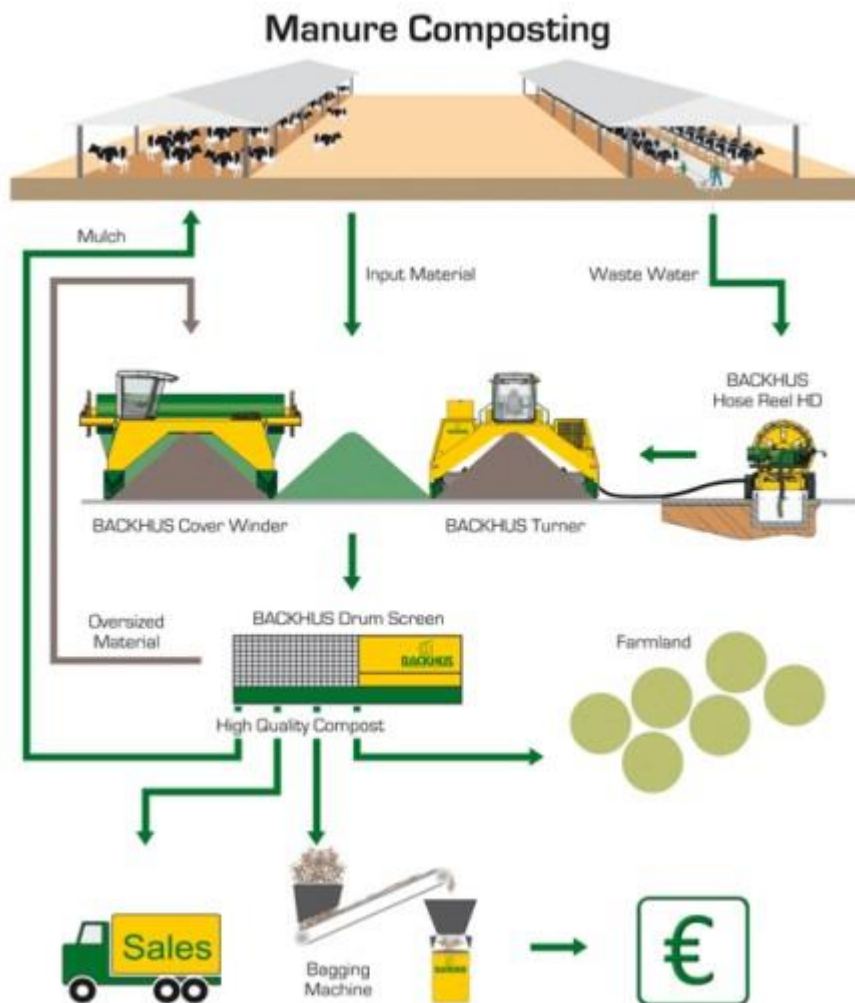 Manure Composting
Mulch
Input Material
Waste Water
BACKHUS
Hose Reel HD
BACKHUS Cover Winder
BACKHUS Turner
Oversized
Material
BACKHUS Drum Screen
BACKHUS
Farmland
High Quality Compost
Sales
Bagging
Machine
€